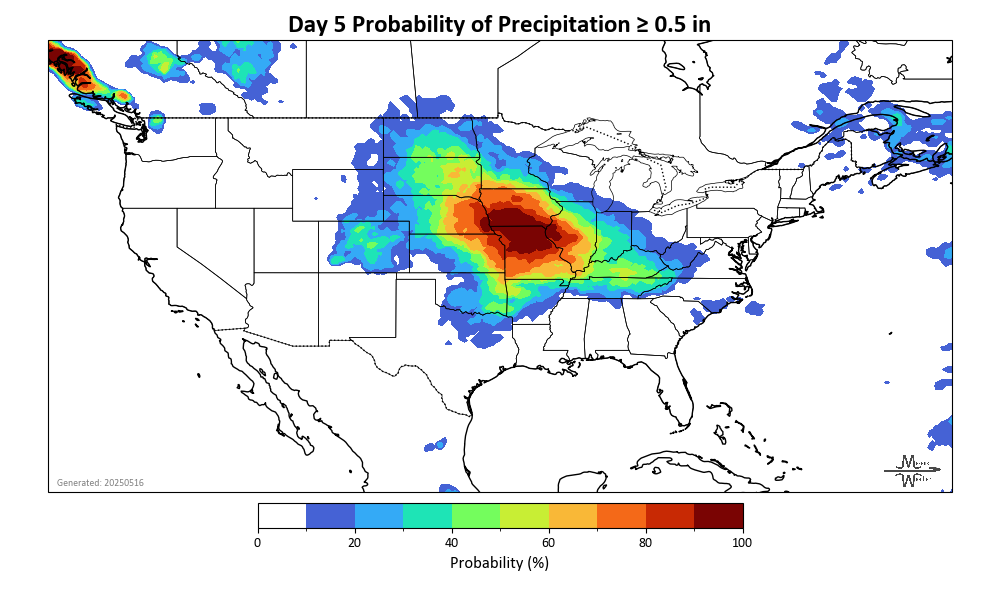 Day 5 Probability of Precipitation ≥ 0.5 in
Generated: 20250516
M
W
0 20 40 60 80 100
Probability (%)